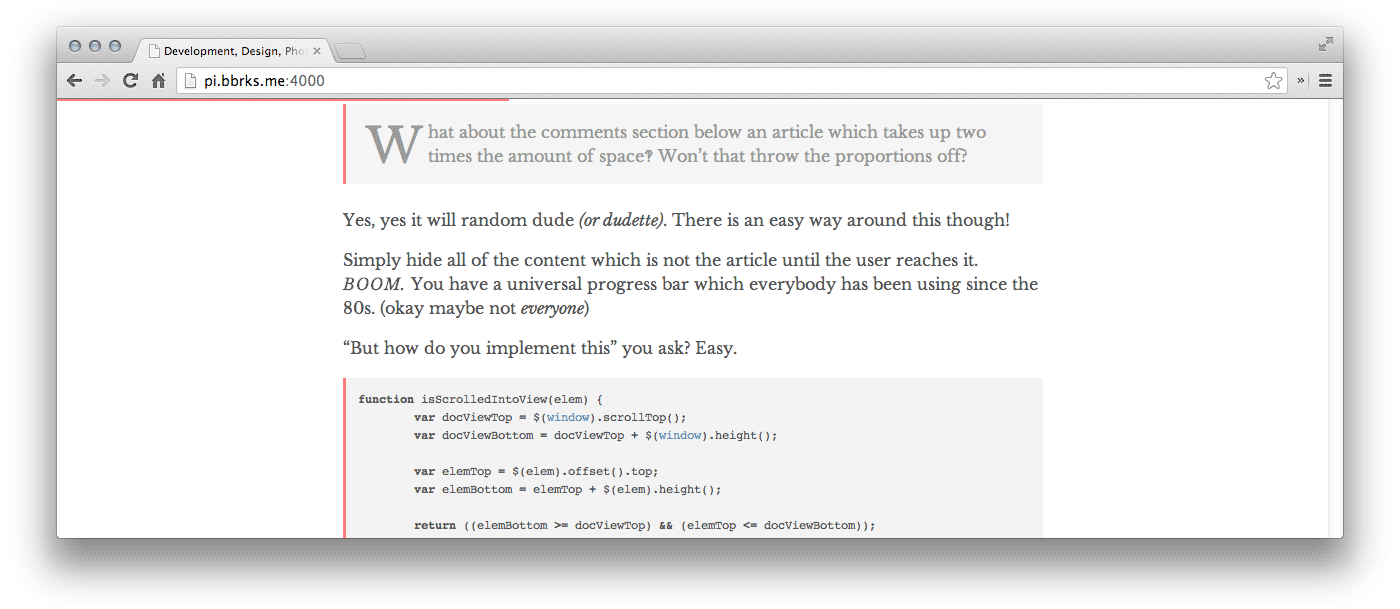 Development, Design, Pho
pi.bbrks.me:4000
What about the comments section below an article which takes up two
times the amount of space‽ Won’t that throw the proportions off?
Yes, yes it will random dude (or dudette). There is an easy way around this though!
Simply hide all of the content which is not the article until the user reaches it.
BOOM. You have a universal progress bar which everybody has been using since the
80s. (okay maybe not everyone)
“But how do you implement this” you ask? Easy.
function isScrolledIntoView(elem) {
var docViewTop = $(window).scrollTop();
var docViewBottom = docViewTop + $(window).height();
var elemTop = $(elem).offset().top;
var elemBottom = elemTop + $(elem).height();
return ((elemBottom >= docViewTop) && (elemTop <= docViewBottom));